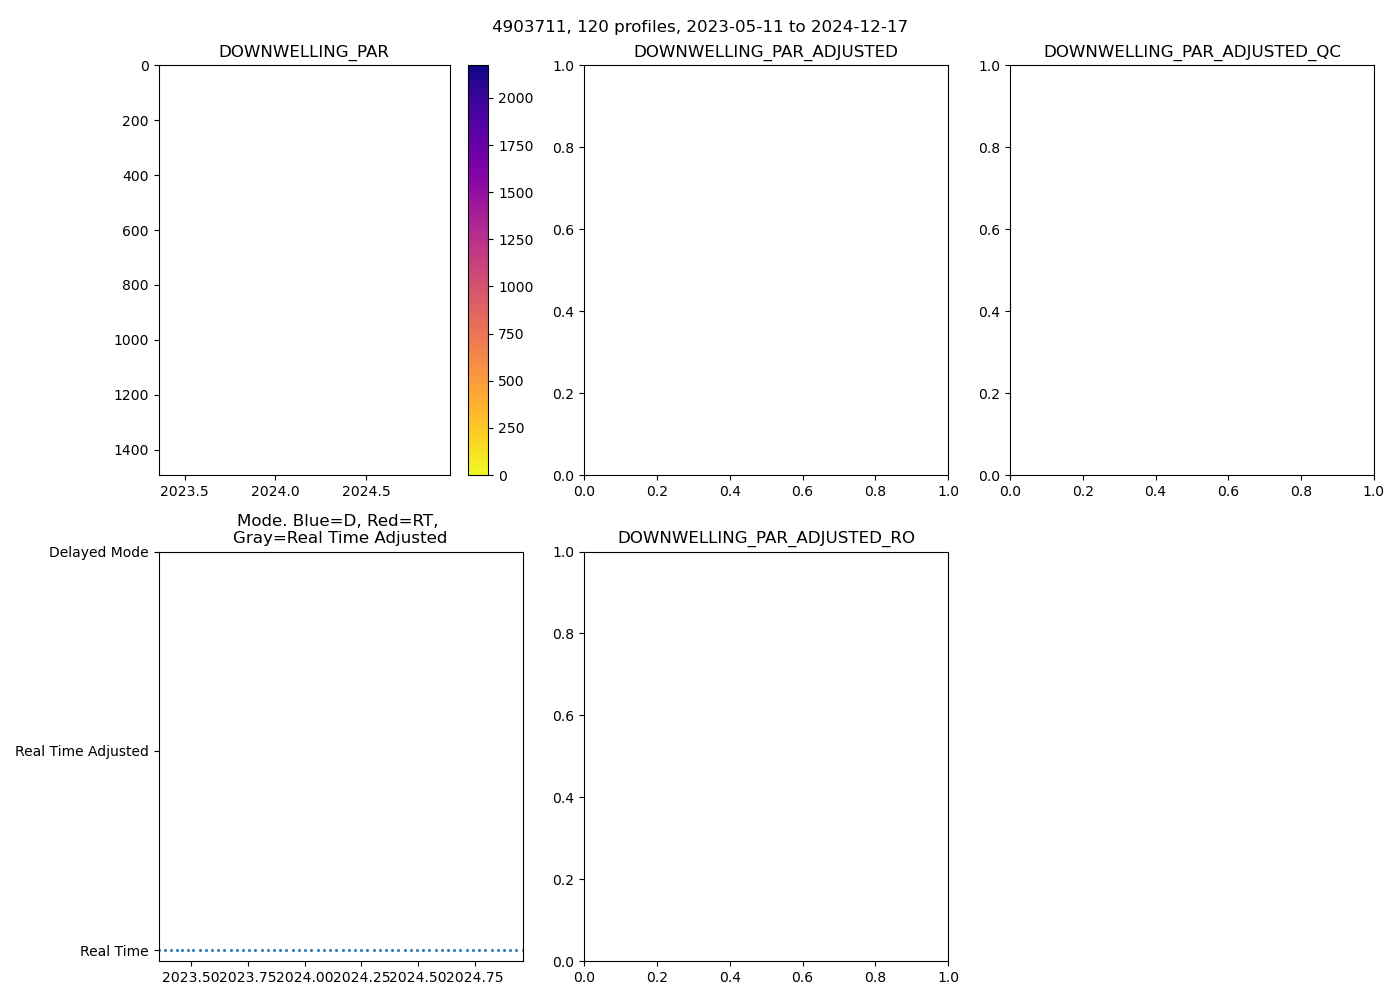 4903711, 120 profiles, 2023-05-11 to 2024-12-17
DOWNWELLING_PAR
0
200
400
600
800
1000
1200
1400
2023.5 2024.0 2024.5
2000
1750
1500
1250
1000
750
500
250
0
DOWNWELLING_PAR_ADJUSTED
1.0
0.8
0.6
0.4
0.2
0.0
0.0 0.2 0.4 0.6 0.8 1.0
DOWNWELLING_PAR_ADJUSTED_QC
1.0
0.8
0.6
0.4
0.2
0.0
0.0 0.2 0.4 0.6 0.8 1.0
Mode. Blue=D, Red=RT,
Gray=Real Time Adjusted
Delayed Mode
Real Time Adjusted
Real Time
2023.50 2023.75 2024.00 2024.25 2024.50 2024.75
DOWNWELLING_PAR_ADJUSTED_RO
1.0
0.8
0.6
0.4
0.2
0.0
0.0 0.2 0.4 0.6 0.8 1.0